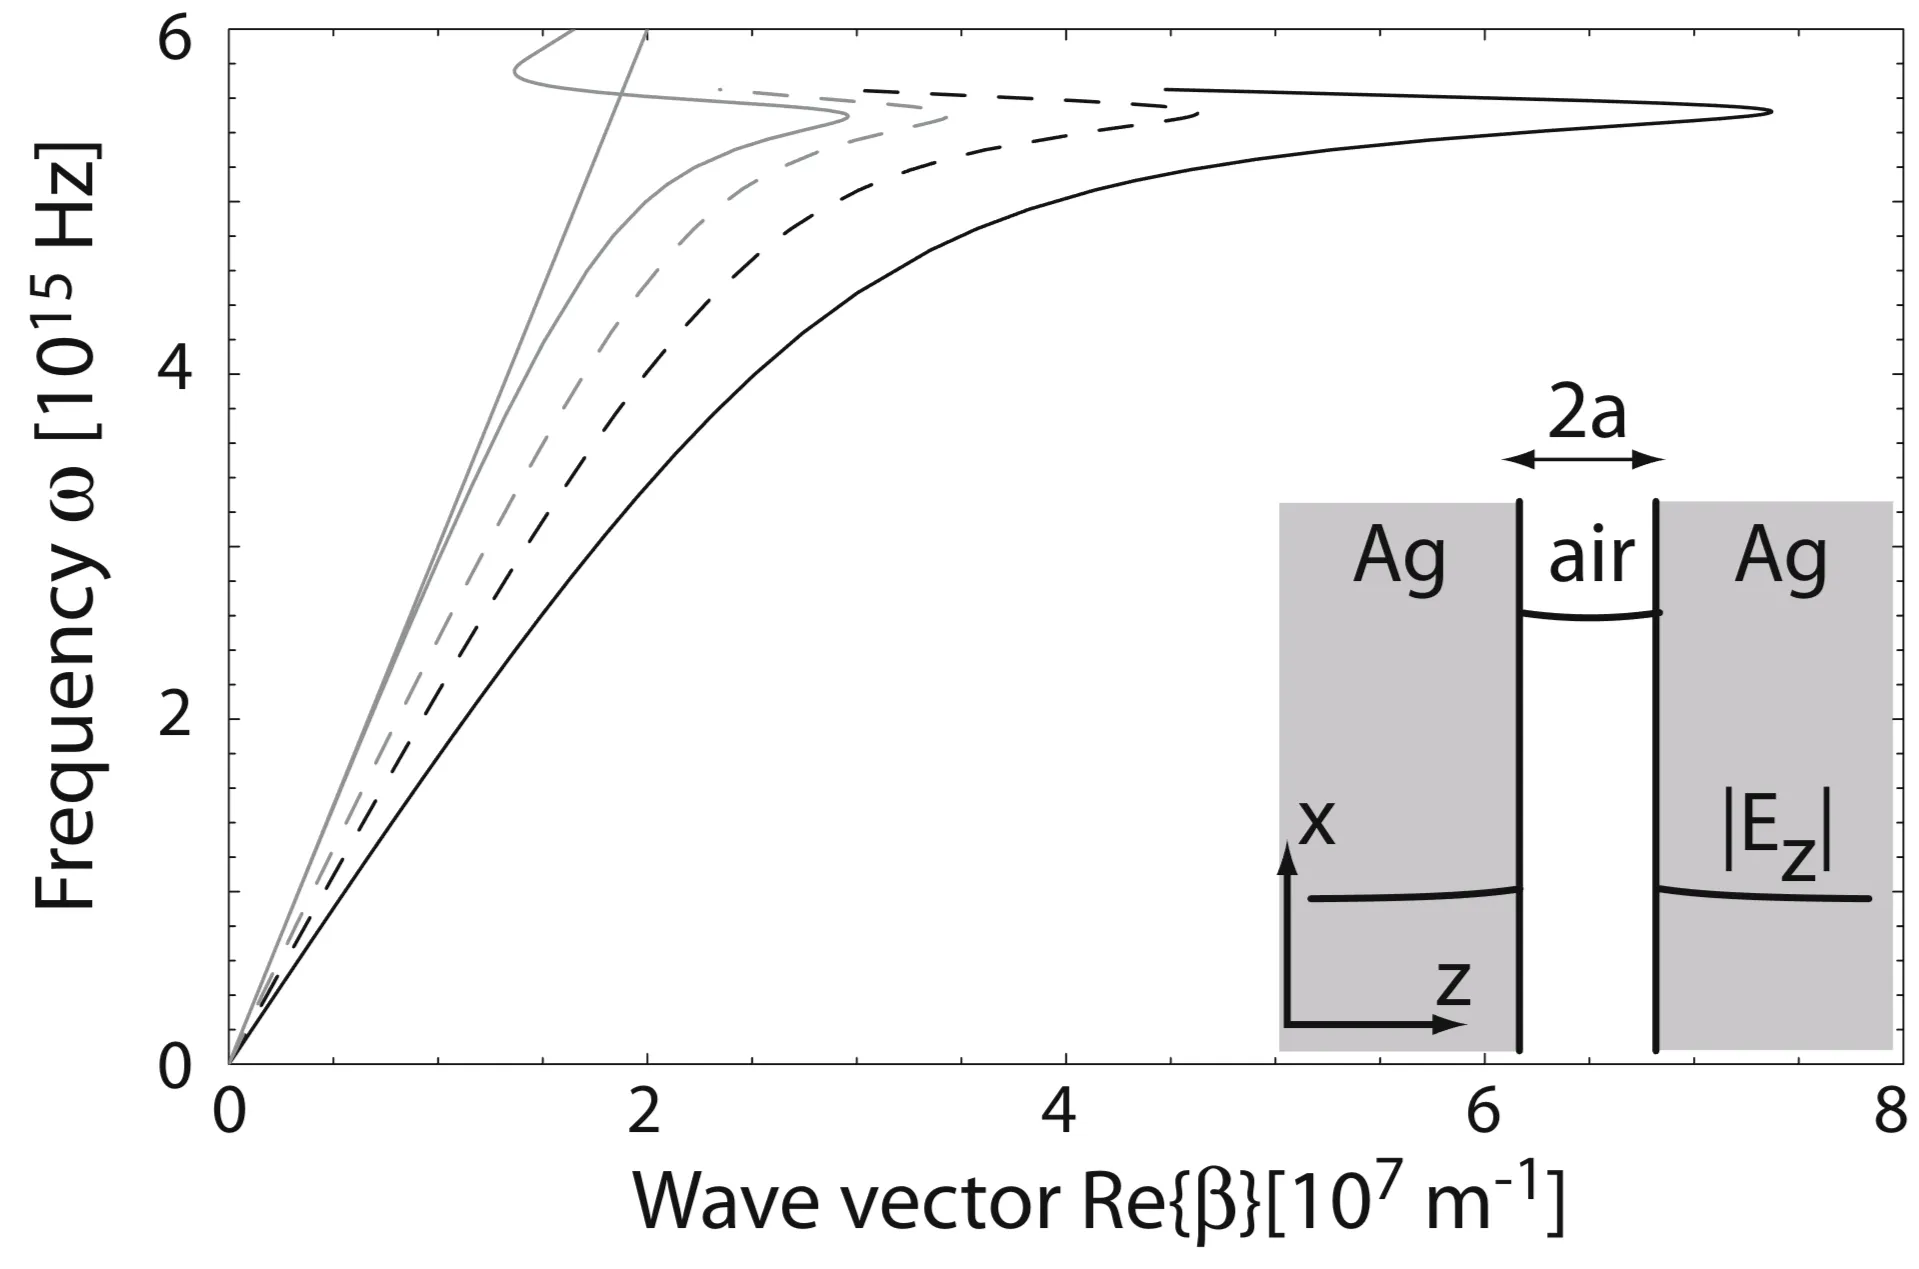 Frequency ω [10¹⁵ Hz]
6
4
2
0
0 2 4 6 8
Wave vector Re{β}[10⁷ m⁻¹]
2a
Ag air Ag
x
|E_z|
z